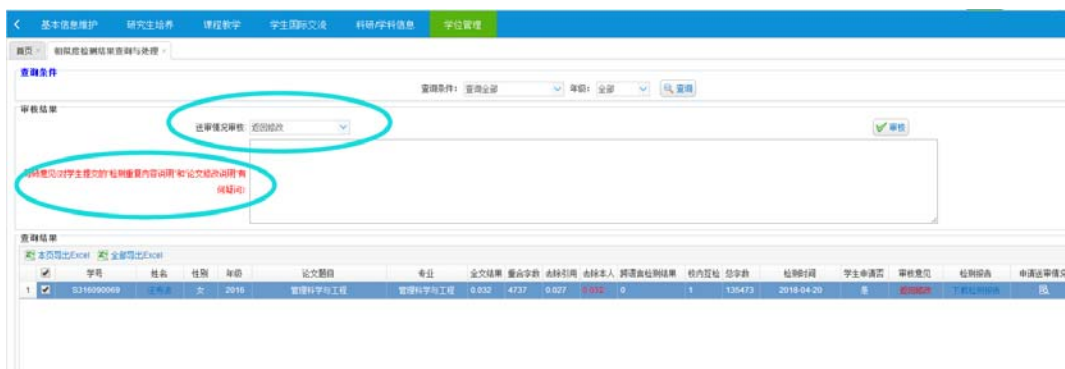 基本信息维护 研究生培养 课程教学 学生国际交流 科研/学科信息 学位管理
首页 相似度检测结果查询与处理
查询条件
查询条件: 查询全部 年级: 全部 查询
审核结果
送审情况审核: 返回修改 审核
意见(对学生提交的"检测重复内容说明"和"论文修改说明"有
何疑问):
查询结果
本页导出Excel 全部导出Excel
学号 姓名 性别 年级 论文题目 专业 全文结果 重合字数 去除引用 去除本人 跨语言检测结果 校内互检 总字数 检测时间 学生申请否 审核意见 检测报告 申请送审情况
1 S316090069 女 2016 管理科学与工程 管理科学与工程 0.032 4737 0.027 0.032 0 1 135473 2018-04-20 是 返回修改 下载检测报告